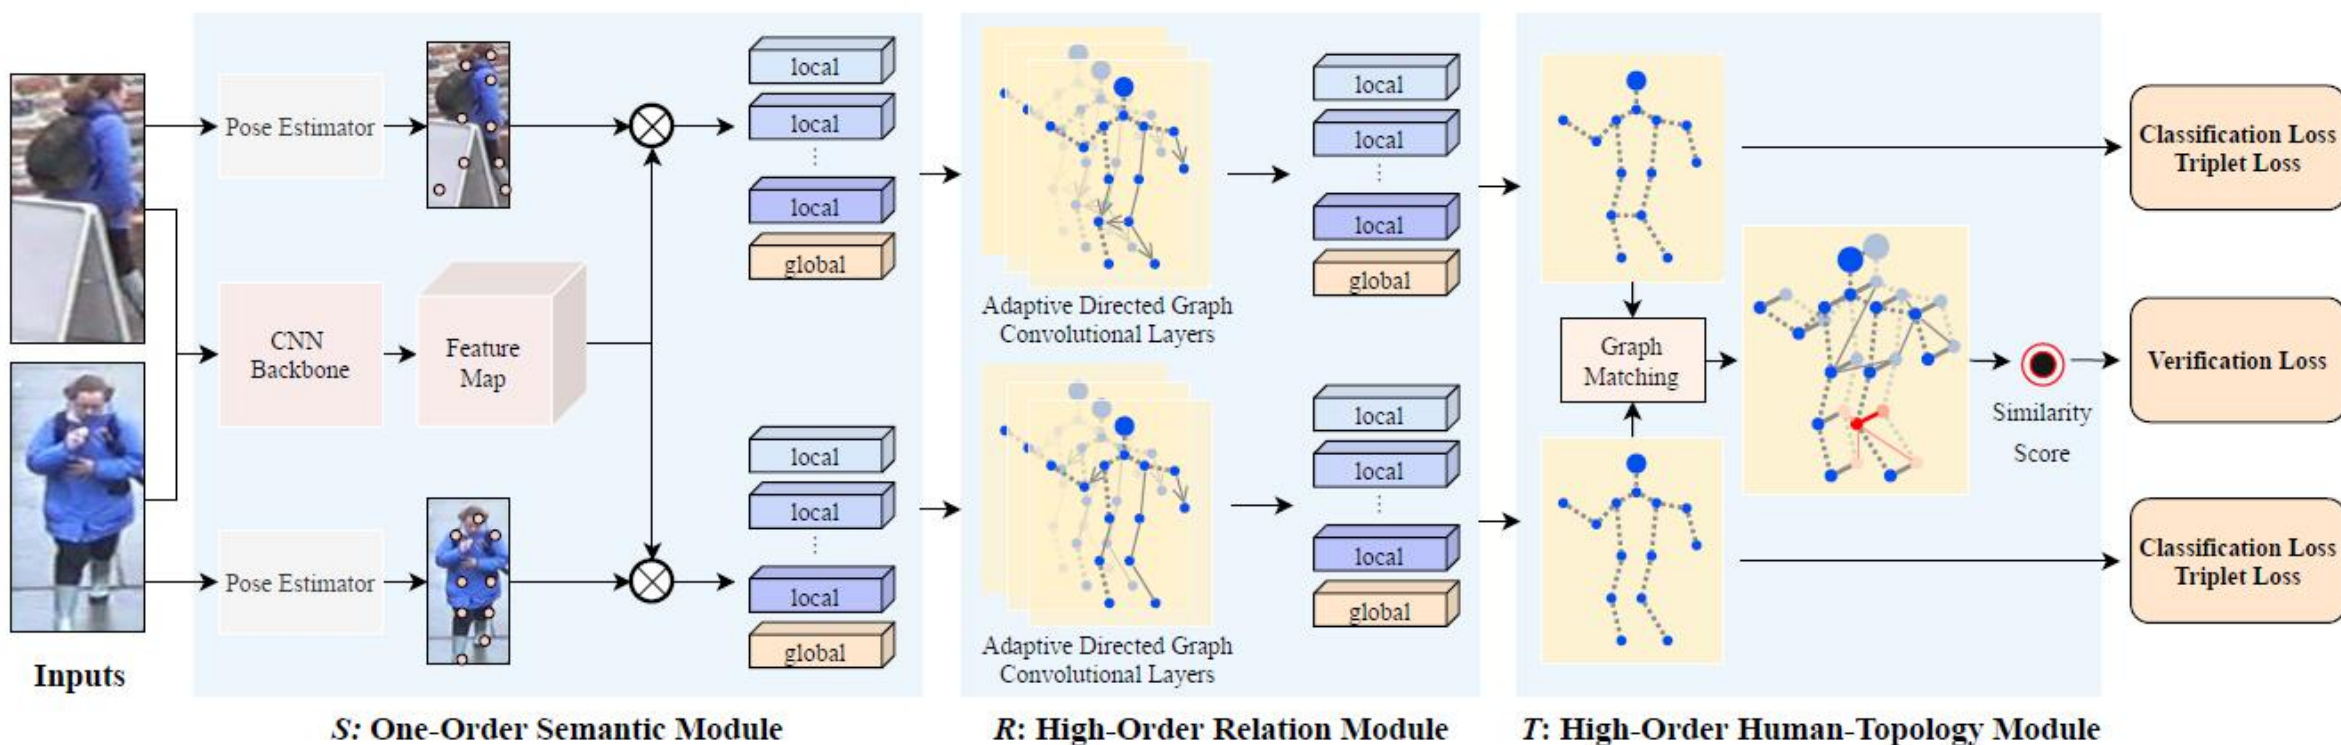 Inputs
Pose Estimator
CNN
Backbone
Feature
Map
Pose Estimator
local
local
local
global
local
local
local
global
S: One-Order Semantic Module
Adaptive Directed Graph
Convolutional Layers
Adaptive Directed Graph
Convolutional Layers
local
local
local
global
local
local
local
global
R: High-Order Relation Module
Graph
Matching
Similarity
Score
T: High-Order Human-Topology Module
Classification Loss
Triplet Loss
Verification Loss
Classification Loss
Triplet Loss